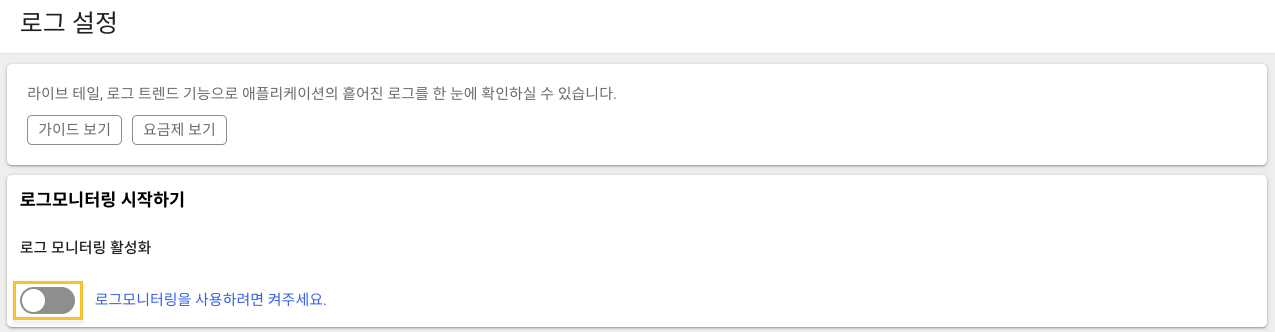 로그 설정
라이브 테일, 로그 트렌드 기능으로 애플리케이션의 흩어진 로그를 한 눈에 확인하실 수 있습니다.
가이드 보기 요금제 보기
로그모니터링 시작하기
로그 모니터링 활성화
로그모니터링을 사용하려면 켜주세요.